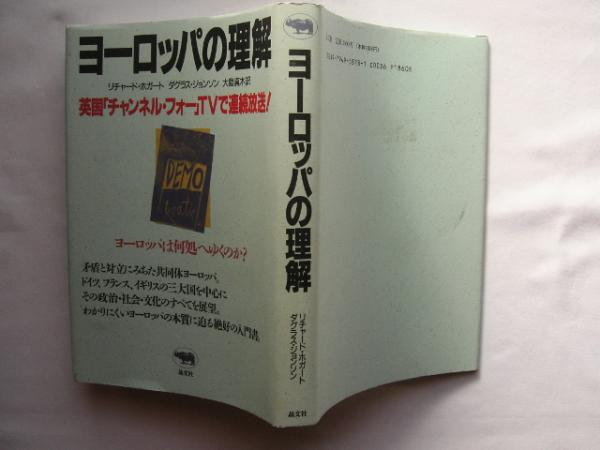 ヨーロッパの理解
リチャード・ホガート　ダグラス・ジョンソン　大島真木訳
英国「チャンネル・フォー」TVで連続放送!
DEMO
ヨーロッパは何処へゆくのか?
矛盾と対立にみちた共同体ヨーロッパ。
ドイツ、フランス、イギリスの三大国を中心に
その政治・社会・文化のすべてを展望。
わかりにくいヨーロッパの本質に迫る絶好の入門書。
晶文社
ヨーロッパの理解
リチャード・ホガート
ダグラス・ジョンソン
晶文社